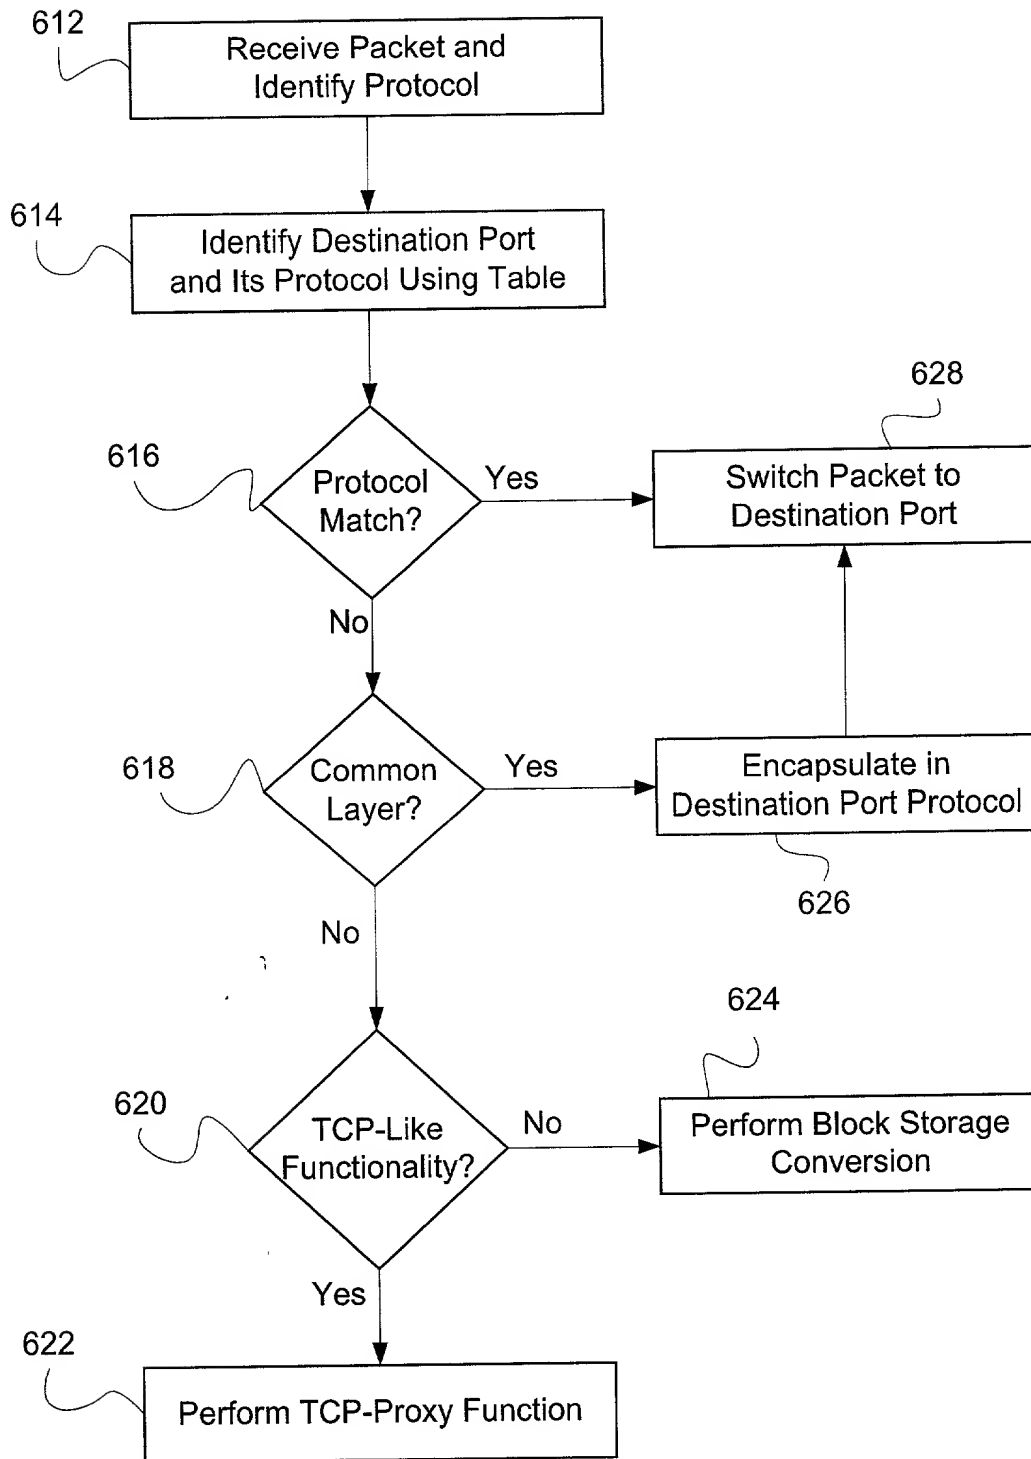 612
Receive Packet and
Identify Protocol
614
Identify Destination Port
and Its Protocol Using Table
628
616
Protocol
Match?
Yes
Switch Packet to
Destination Port
No
618
Common
Layer?
Yes
Encapsulate in
Destination Port Protocol
626
No
624
620
TCP-Like
Functionality?
No
Perform Block Storage
Conversion
Yes
622
Perform TCP-Proxy Function